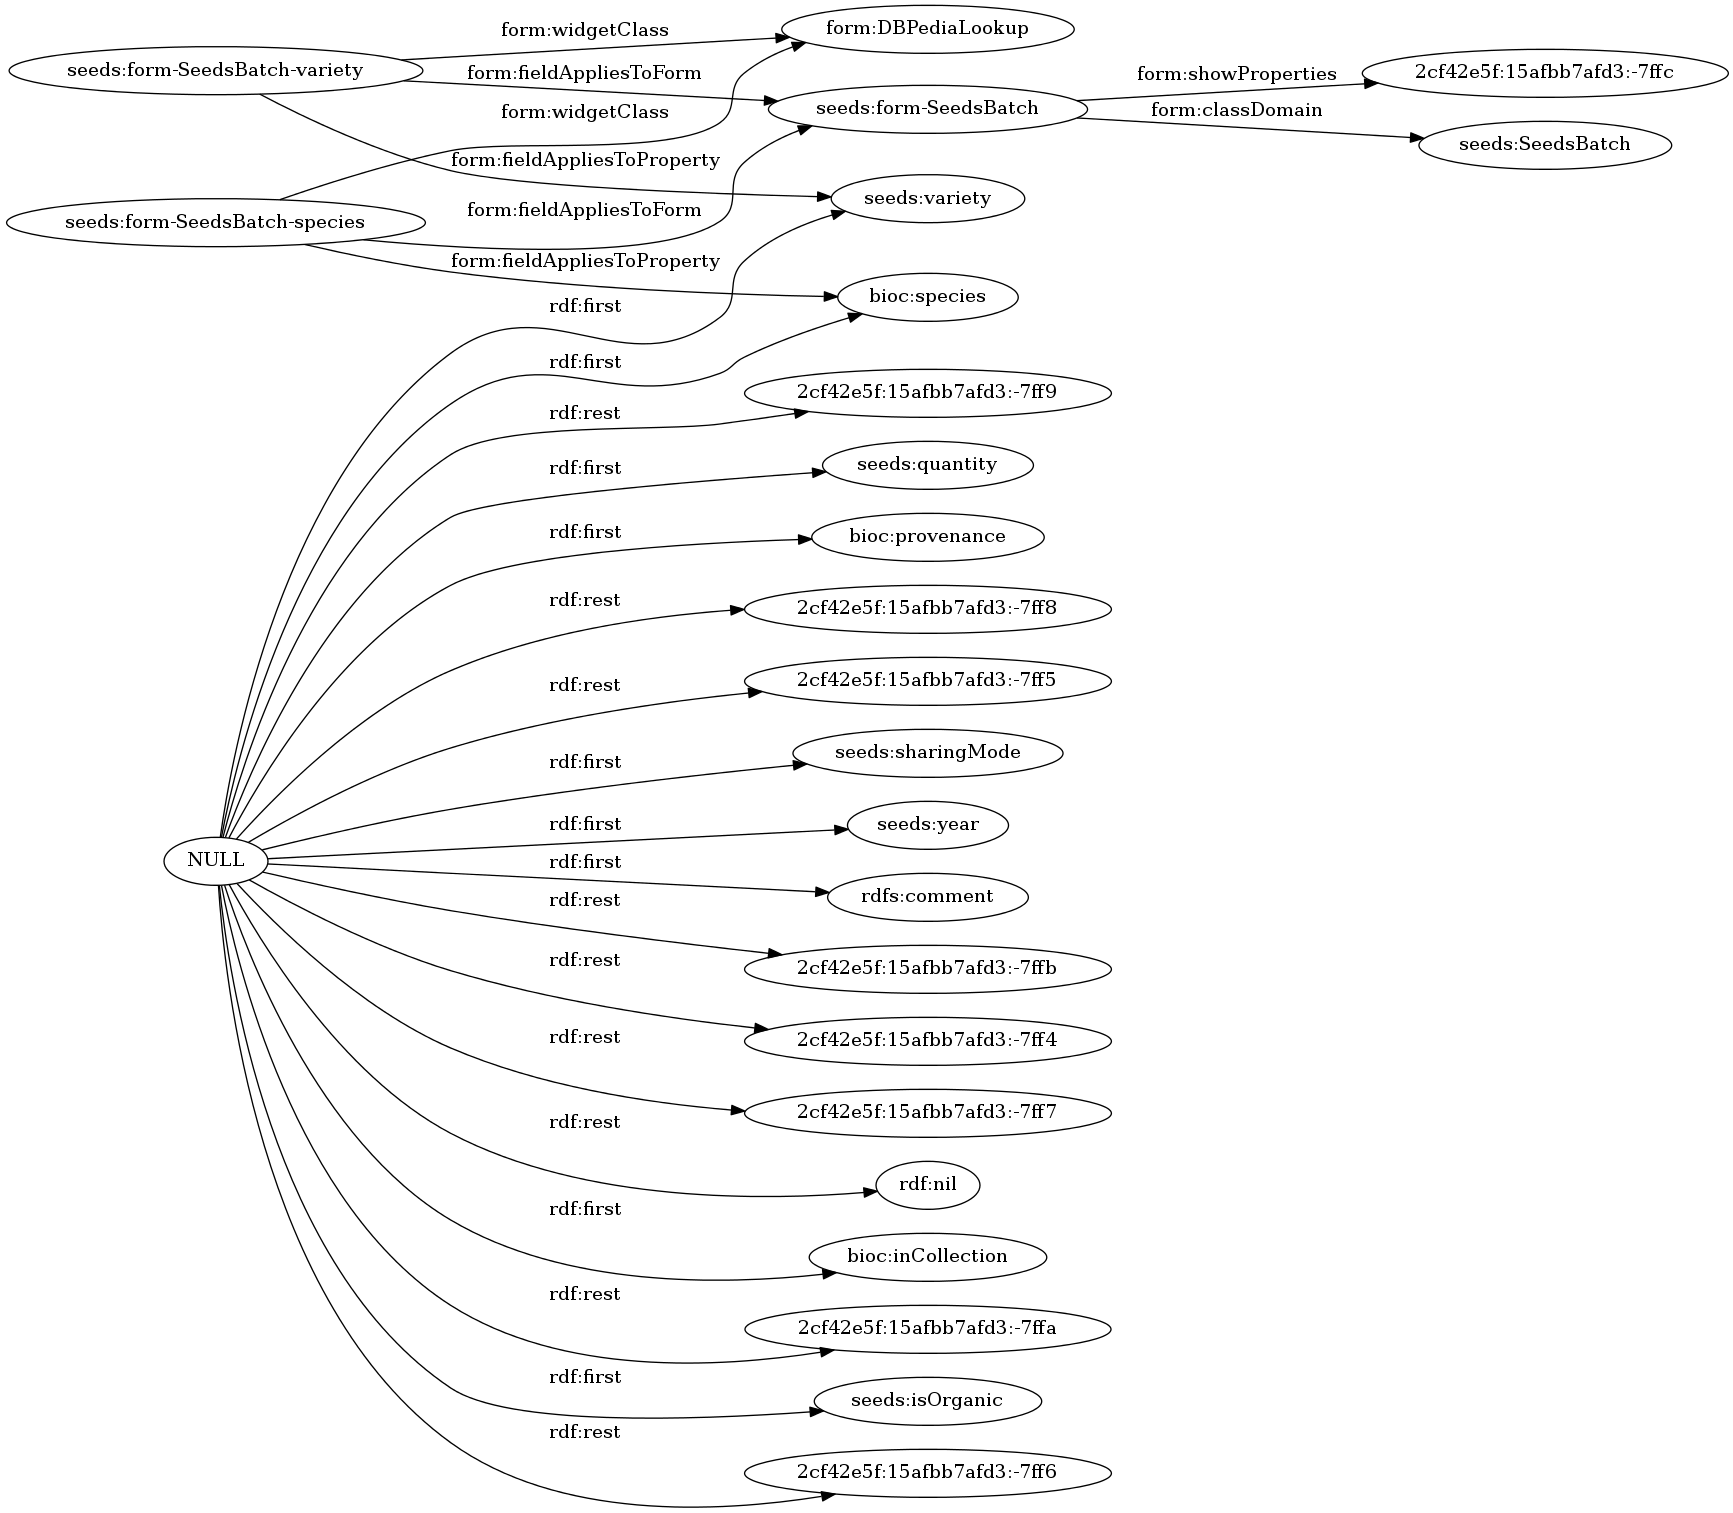 form:widgetClass
form:DBPediaLookup
seeds:form-SeedsBatch-variety
form:fieldAppliesToForm
form:showProperties
2cf42e5f:15afbb7afd3:-7ffc
form:widgetClass
seeds:form-SeedsBatch
form:classDomain
seeds:SeedsBatch
form:fieldAppliesToProperty
seeds:variety
seeds:form-SeedsBatch-species
form:fieldAppliesToForm
form:fieldAppliesToProperty
bioc:species
rdf:first
rdf:first
2cf42e5f:15afbb7afd3:-7ff9
rdf:rest
seeds:quantity
rdf:first
bioc:provenance
rdf:first
2cf42e5f:15afbb7afd3:-7ff8
rdf:rest
2cf42e5f:15afbb7afd3:-7ff5
rdf:rest
seeds:sharingMode
rdf:first
seeds:year
rdf:first
NULL
rdf:first
rdfs:comment
rdf:rest
2cf42e5f:15afbb7afd3:-7ffb
rdf:rest
2cf42e5f:15afbb7afd3:-7ff4
rdf:rest
2cf42e5f:15afbb7afd3:-7ff7
rdf:rest
rdf:nil
rdf:first
bioc:inCollection
rdf:rest
2cf42e5f:15afbb7afd3:-7ffa
rdf:first
seeds:isOrganic
rdf:rest
2cf42e5f:15afbb7afd3:-7ff6